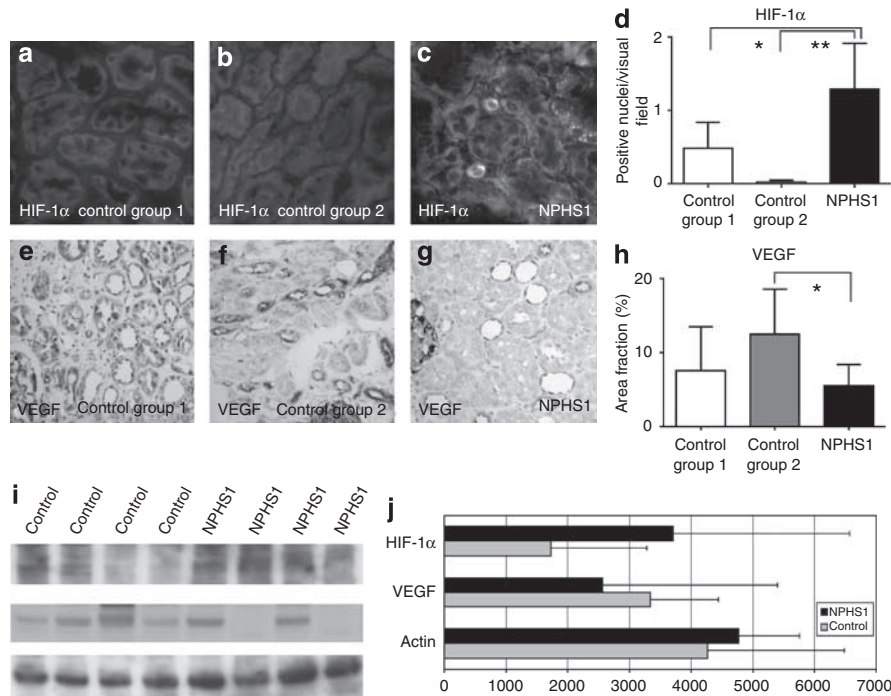 a
HIF-1α control group 1
b
HIF-1α control group 2
c
HIF-1α NPHS1
d
HIF-1α
* **
Positive nuclei/visual
field
2
1
0
Control
group 1
Control
group 2
NPHS1
e
VEGF Control group 1
f
VEGF Control group 2
g
VEGF NPHS1
h
VEGF
*
Area fraction (%)
20
10
0
Control
group 1
Control
group 2
NPHS1
i
Control Control Control Control NPHS1 NPHS1 NPHS1 NPHS1
j
HIF-1α
VEGF
Actin
NPHS1
Control
0 1000 2000 3000 4000 5000 6000 7000